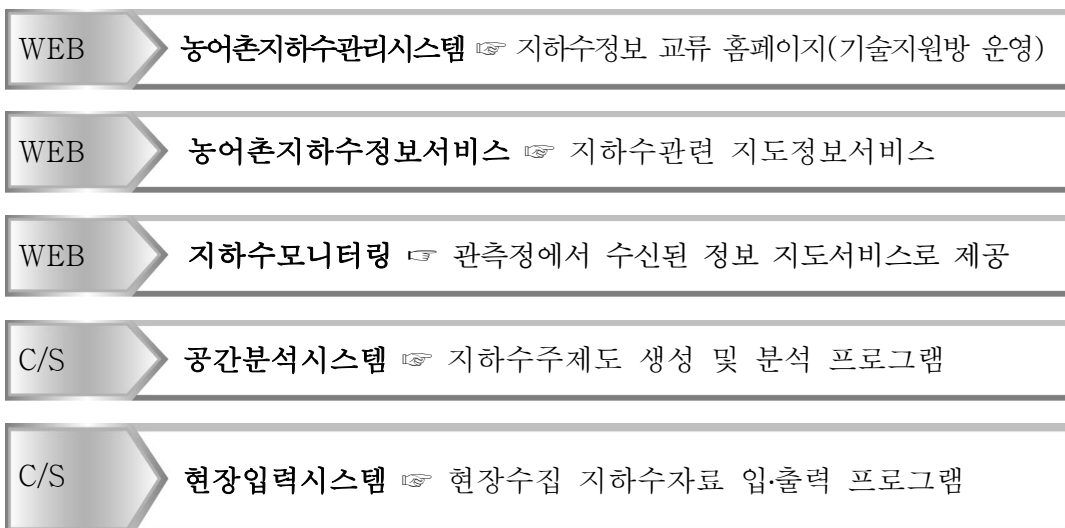 WEB 농어촌지하수관리시스템 ☞ 지하수정보 교류 홈페이지(기술지원방 운영)
WEB 농어촌지하수정보서비스 ☞ 지하수관련 지도정보서비스
WEB 지하수모니터링 ☞ 관측정에서 수신된 정보 지도서비스로 제공
C/S 공간분석시스템 ☞ 지하수주제도 생성 및 분석 프로그램
C/S 현장입력시스템 ☞ 현장수집 지하수자료 입·출력 프로그램